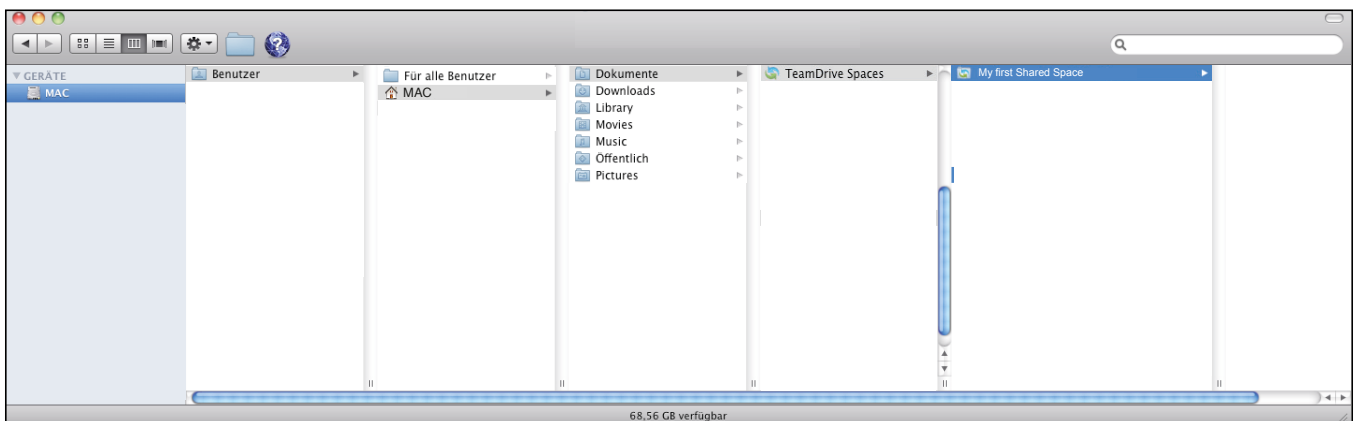 GERÄTE
MAC
Benutzer
Für alle Benutzer
MAC
Dokumente
Downloads
Library
Movies
Music
Öffentlich
Pictures
TeamDrive Spaces
My first Shared Space
68,56 GB verfügbar